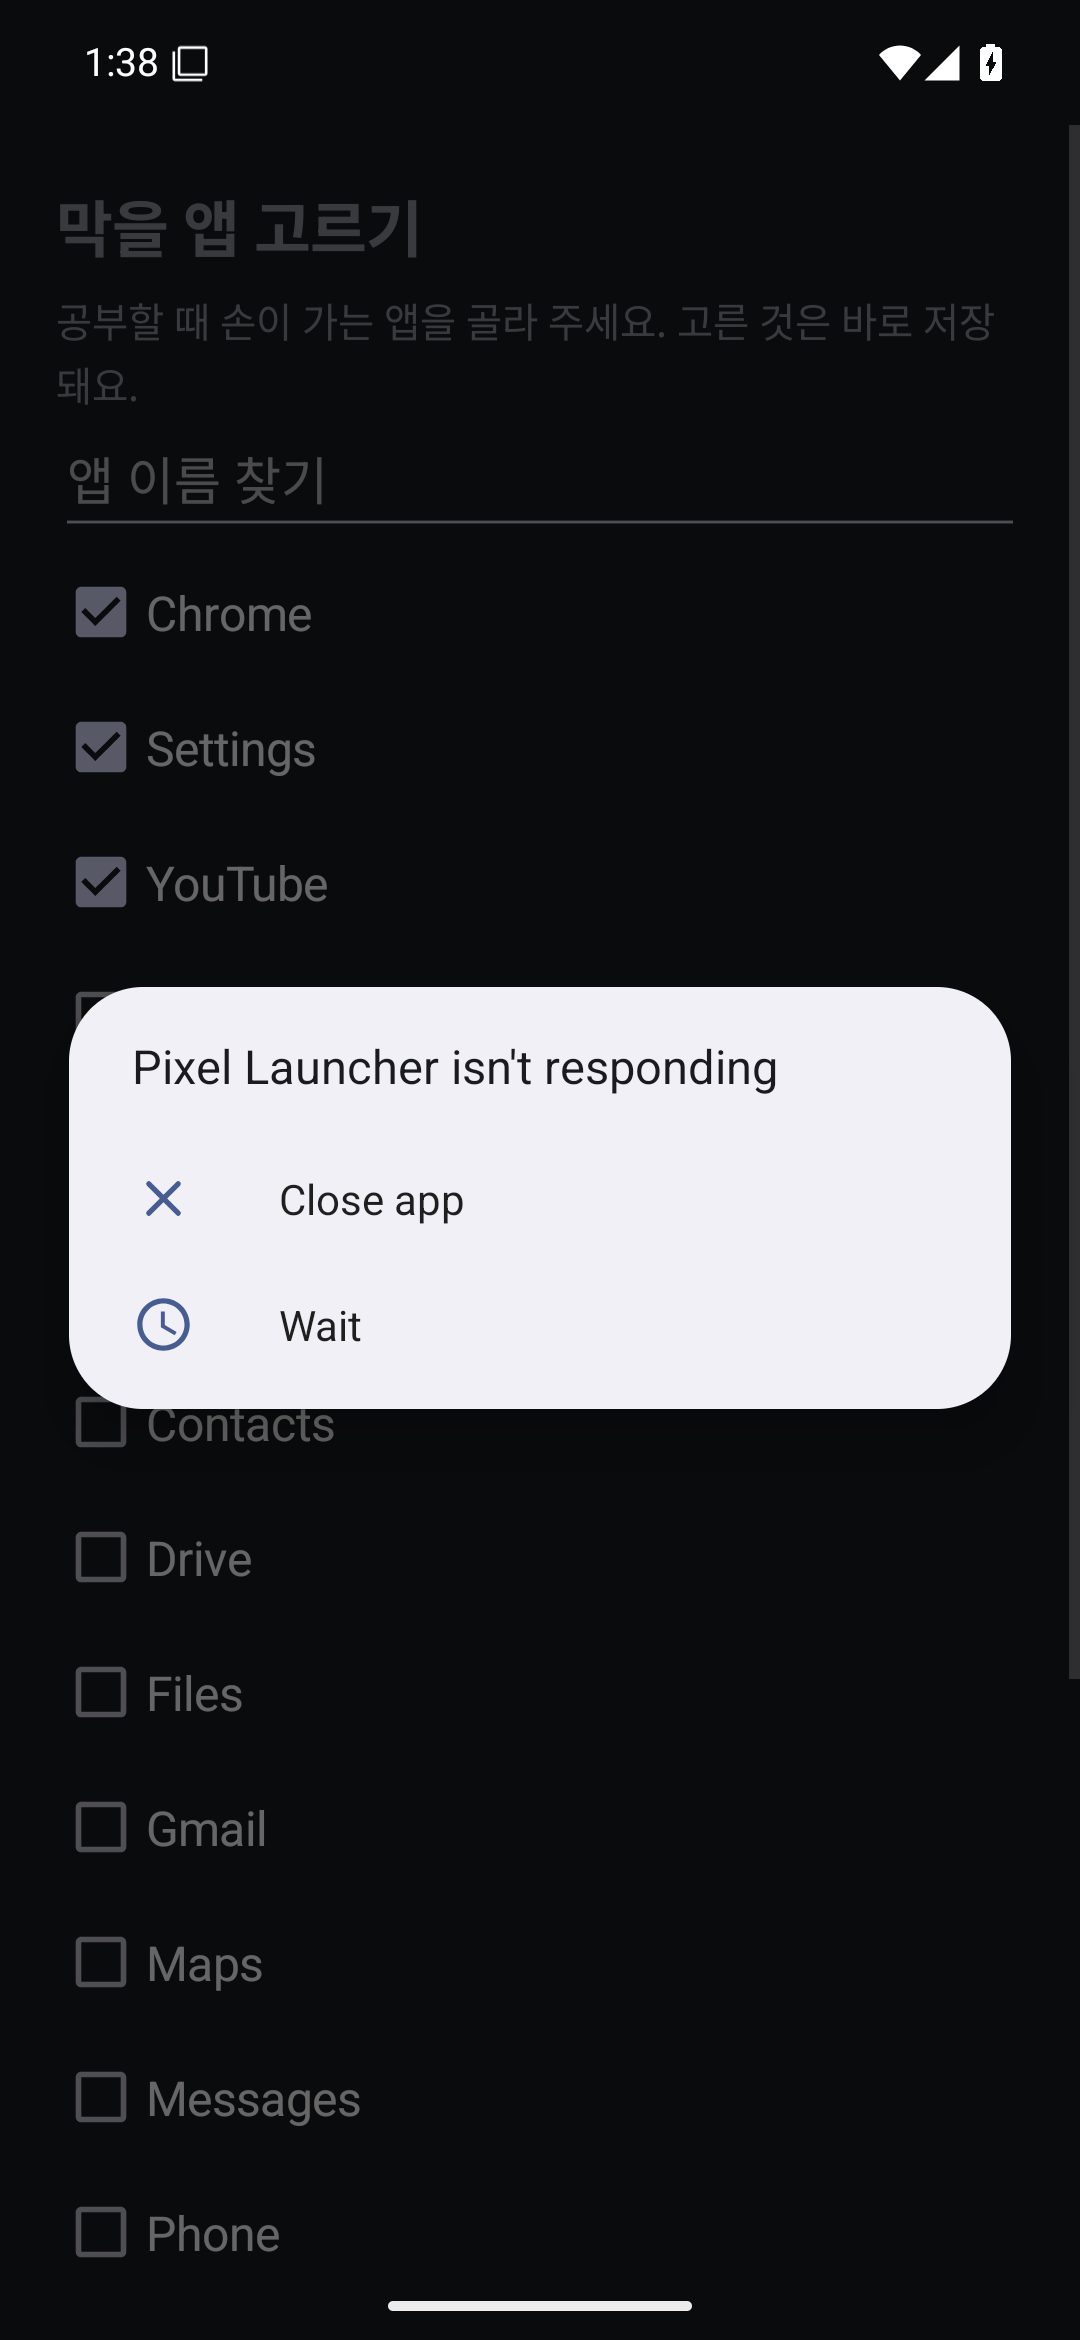 1:38
막을 앱 고르기
공부할 때 손이 가는 앱을 골라 주세요. 고른 것은 바로 저장
돼요.
앱 이름 찾기
Chrome
Settings
YouTube
Pixel Launcher isn't responding
Close app
Wait
Contacts
Drive
Files
Gmail
Maps
Messages
Phone